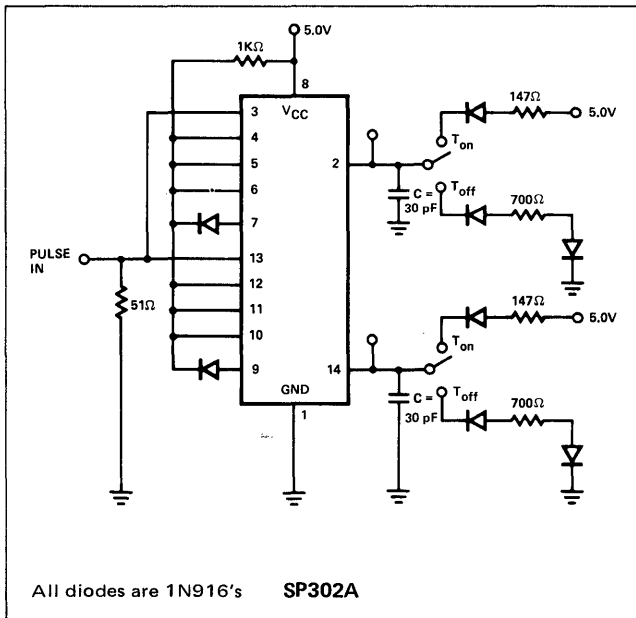 5.0V
1KΩ
8
VCC
3
4
5
6
7
13
12
11
10
9
2
14
GND
1
PULSE
IN
51Ω
147Ω
5.0V
Ton
Toff
C =
30 pF
700Ω
147Ω
5.0V
Ton
Toff
C =
30 pF
700Ω
All diodes are 1N916's SP302A